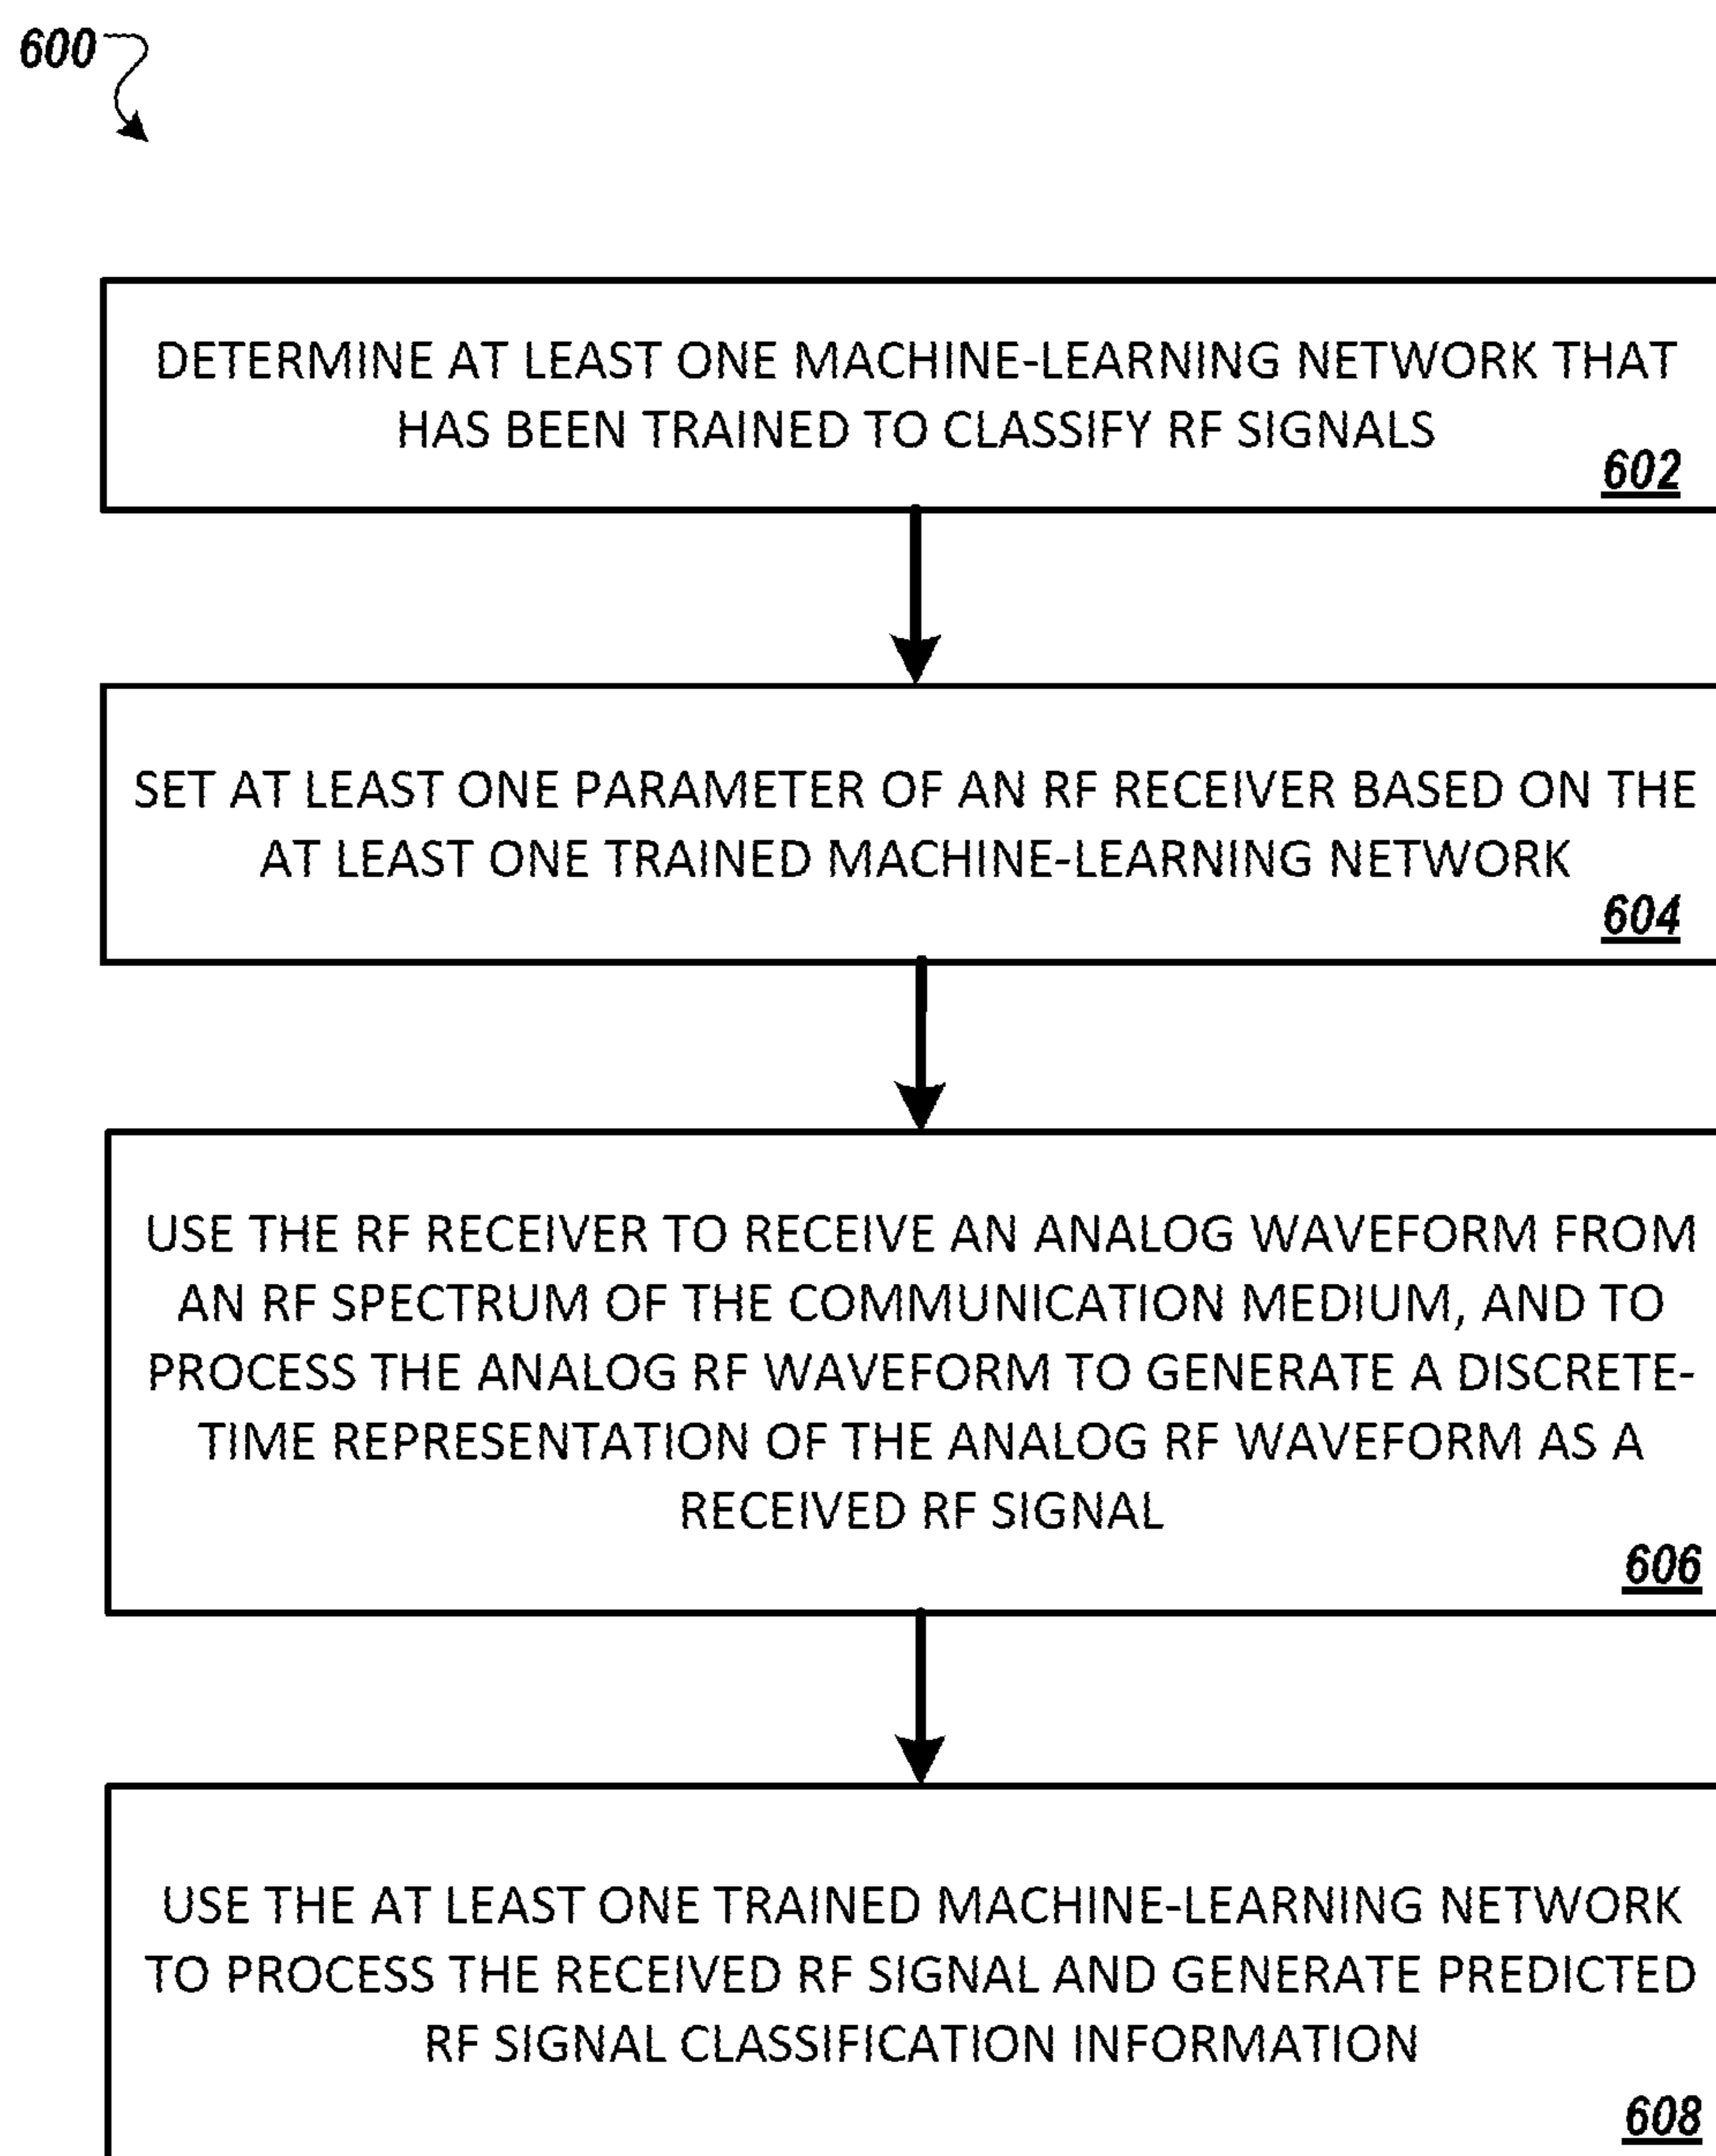 600
DETERMINE AT LEAST ONE MACHINE-LEARNING NETWORK THAT
HAS BEEN TRAINED TO CLASSIFY RF SIGNALS
602
SET AT LEAST ONE PARAMETER OF AN RF RECEIVER BASED ON THE
AT LEAST ONE TRAINED MACHINE-LEARNING NETWORK
604
USE THE RF RECEIVER TO RECEIVE AN ANALOG WAVEFORM FROM
AN RF SPECTRUM OF THE COMMUNICATION MEDIUM, AND TO
PROCESS THE ANALOG RF WAVEFORM TO GENERATE A DISCRETE-
TIME REPRESENTATION OF THE ANALOG RF WAVEFORM AS A
RECEIVED RF SIGNAL
606
USE THE AT LEAST ONE TRAINED MACHINE-LEARNING NETWORK
TO PROCESS THE RECEIVED RF SIGNAL AND GENERATE PREDICTED
RF SIGNAL CLASSIFICATION INFORMATION
608